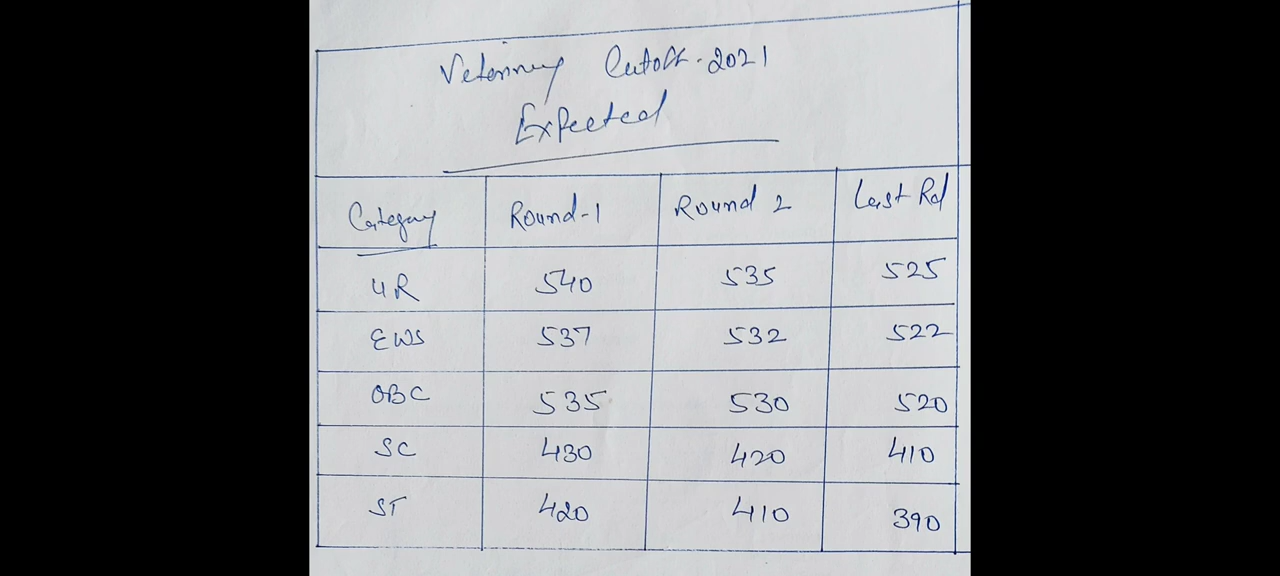 Veterinary Cutoff-2021
Expected
Category Round-1 Round 2 Last Rd
UR 540 535 525
EWS 537 532 522
OBC 535 530 520
SC 430 420 410
ST 420 410 390